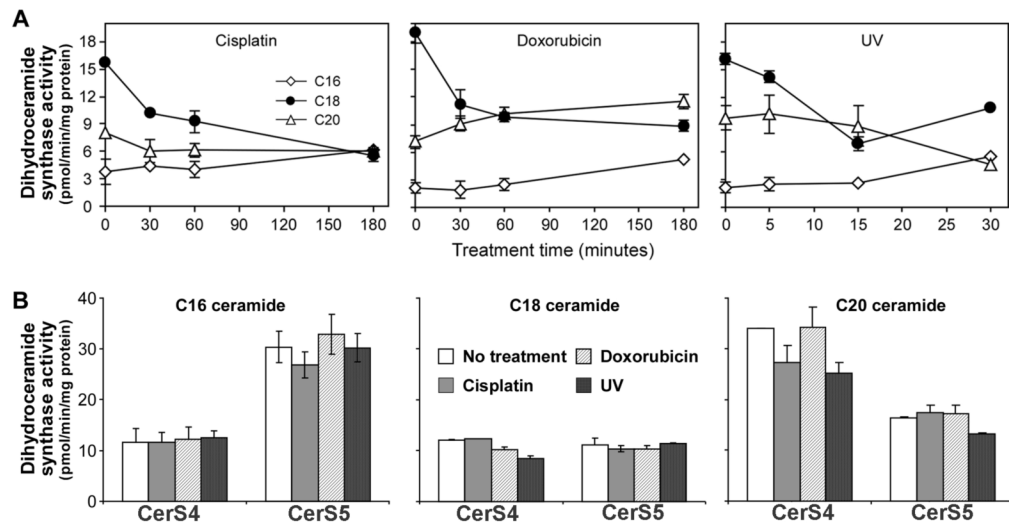 A
Dihydroceramide
synthase activity
(pmol/min/mg protein)
18
15
12
9
6
3
0
Cisplatin
C16
C18
C20
Doxorubicin
UV
0 30 60 90 120 150 180
0 30 60 90 120 150 180
0 5 10 15 20 25 30
Treatment time (minutes)
B
Dihydroceramide
synthase activity
(pmol/min/mg protein)
40
30
20
10
0
C16 ceramide
C18 ceramide
C20 ceramide
No treatment Doxorubicin
Cisplatin UV
CerS4 CerS5
CerS4 CerS5
CerS4 CerS5